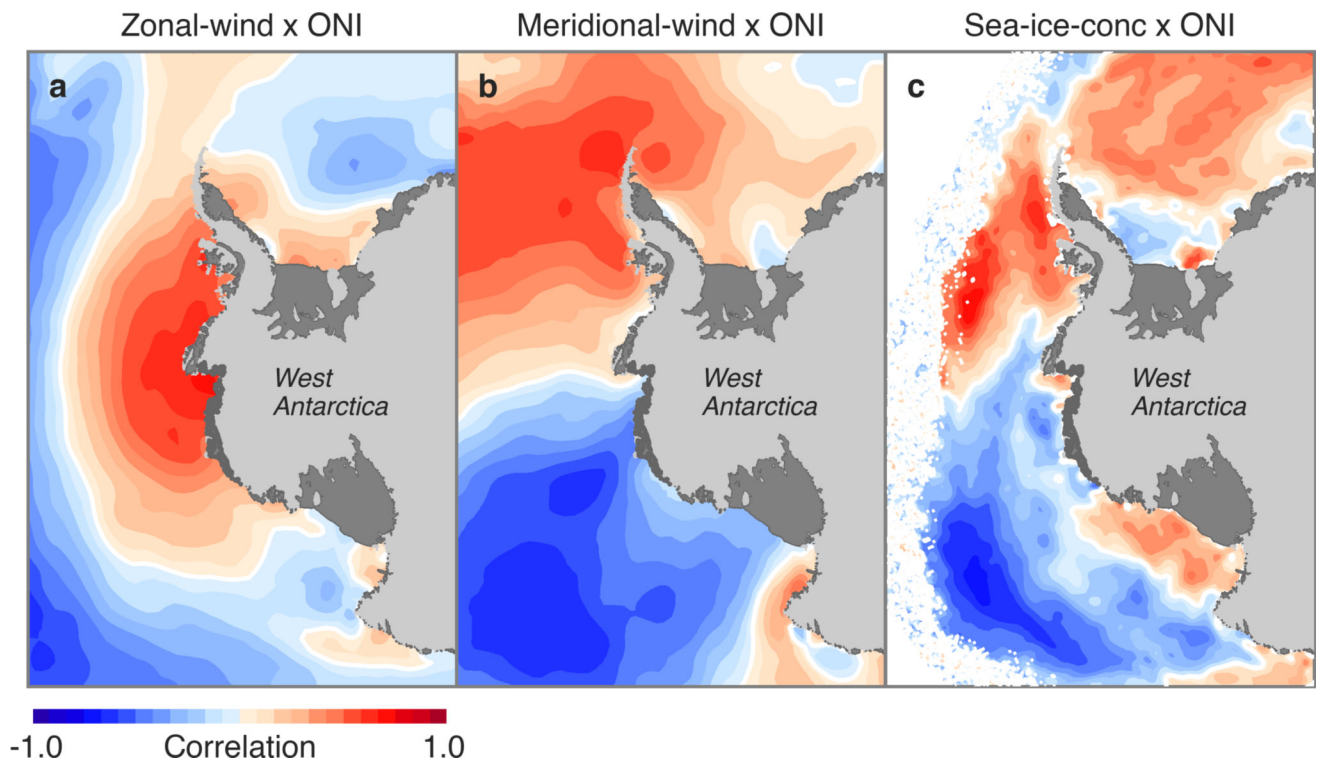 Zonal-wind x ONI
Meridional-wind x ONI
Sea-ice-conc x ONI
a
b
c
West
Antarctica
West
Antarctica
West
Antarctica
-1.0 Correlation 1.0